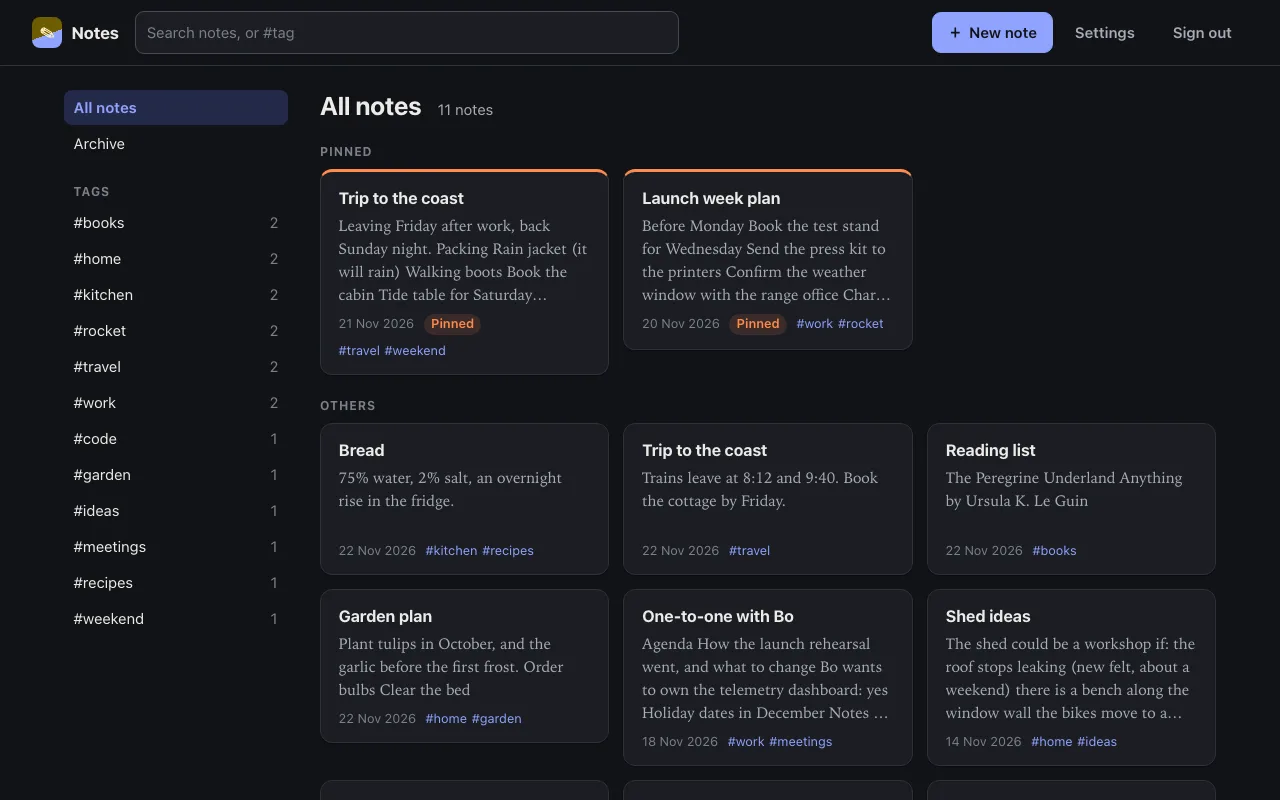 Notes
Search notes, or #tag
+ New note
Settings
Sign out
All notes
Archive
TAGS
#books 2
#home 2
#kitchen 2
#rocket 2
#travel 2
#work 2
#code 1
#garden 1
#ideas 1
#meetings 1
#recipes 1
#weekend 1
All notes 11 notes
PINNED
Trip to the coast
Leaving Friday after work, back
Sunday night. Packing Rain jacket (it
will rain) Walking boots Book the
cabin Tide table for Saturday…
21 Nov 2026 Pinned
#travel #weekend
Launch week plan
Before Monday Book the test stand
for Wednesday Send the press kit to
the printers Confirm the weather
window with the range office Char…
20 Nov 2026 Pinned #work #rocket
OTHERS
Bread
75% water, 2% salt, an overnight
rise in the fridge.
22 Nov 2026 #kitchen #recipes
Trip to the coast
Trains leave at 8:12 and 9:40. Book
the cottage by Friday.
22 Nov 2026 #travel
Reading list
The Peregrine Underland Anything
by Ursula K. Le Guin
22 Nov 2026 #books
Garden plan
Plant tulips in October, and the
garlic before the first frost. Order
bulbs Clear the bed
22 Nov 2026 #home #garden
One-to-one with Bo
Agenda How the launch rehearsal
went, and what to change Bo wants
to own the telemetry dashboard: yes
Holiday dates in December Notes …
18 Nov 2026 #work #meetings
Shed ideas
The shed could be a workshop if: the
roof stops leaking (new felt, about a
weekend) there is a bench along the
window wall the bikes move to a…
14 Nov 2026 #home #ideas